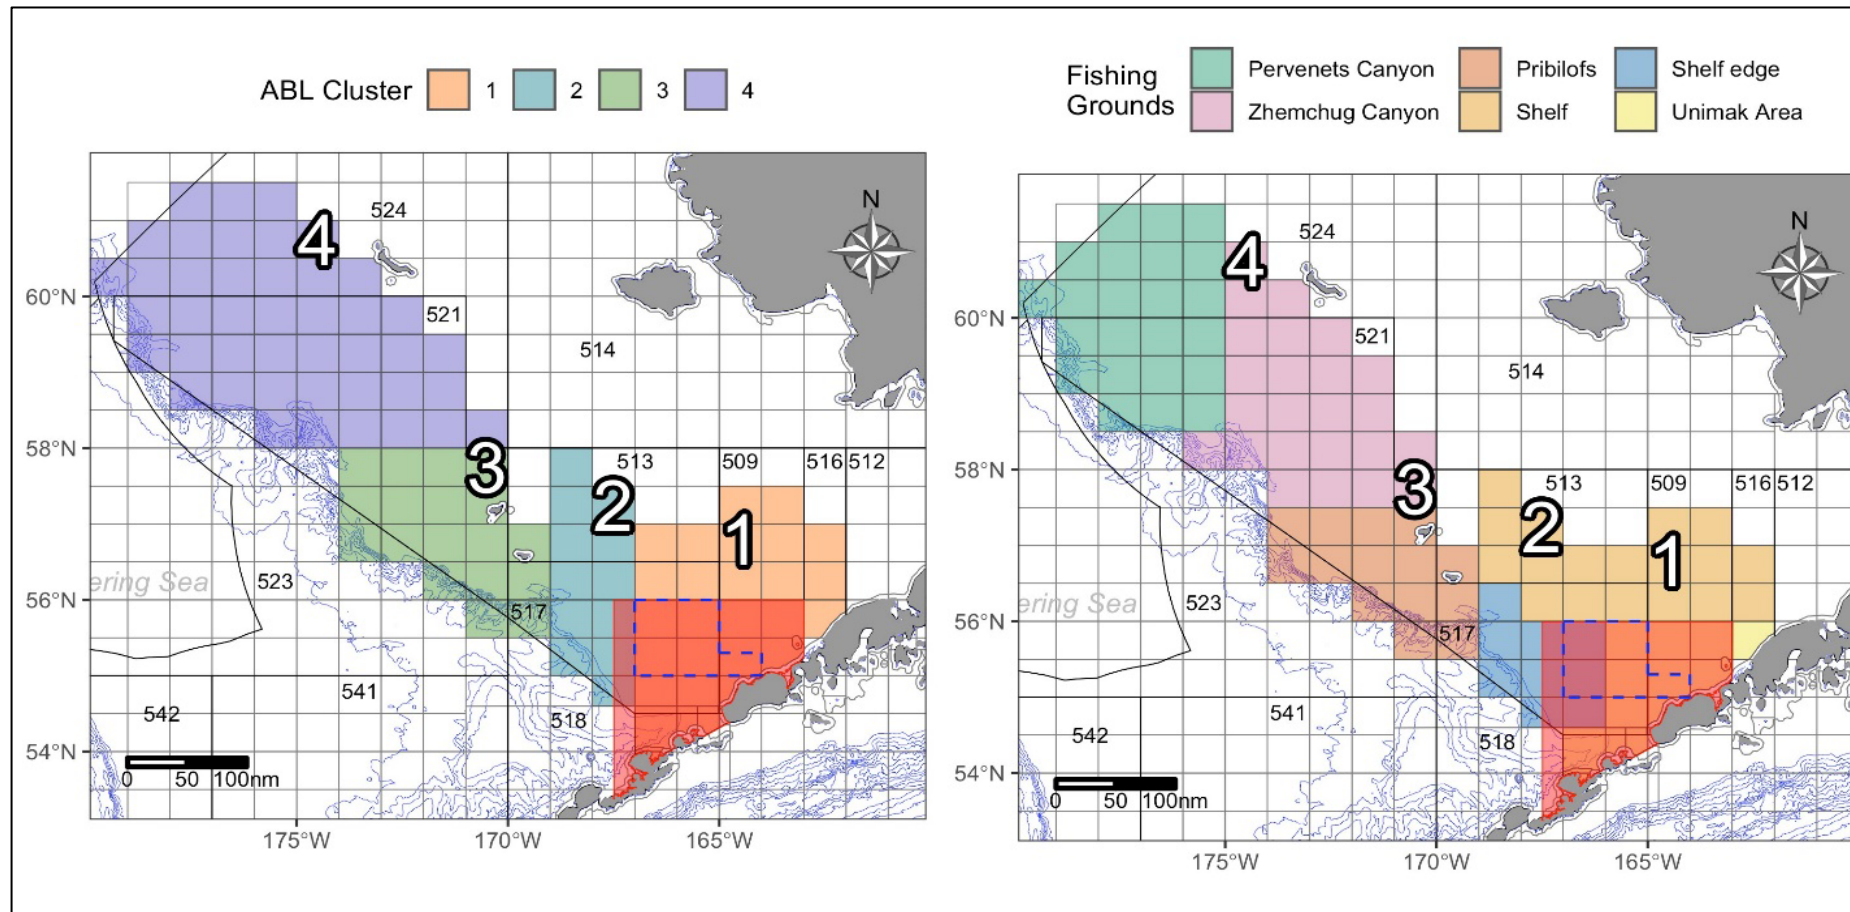 ABL Cluster 1 2 3 4
N
4
524
60°N
521
514
58°N
3
513
509
516
512
2
1
ering Sea
523
56°N
517
541
542
518
54°N
0 50 100nm
175°W 170°W 165°W
Fishing
Grounds
Pervenets Canyon Pribilofs Shelf edge
Zhemchug Canyon Shelf Unimak Area
N
4
524
60°N
521
514
58°N
3
513
509
516
512
2
1
ering Sea
523
56°N
517
541
542
518
54°N
0 50 100nm
175°W 170°W 165°W